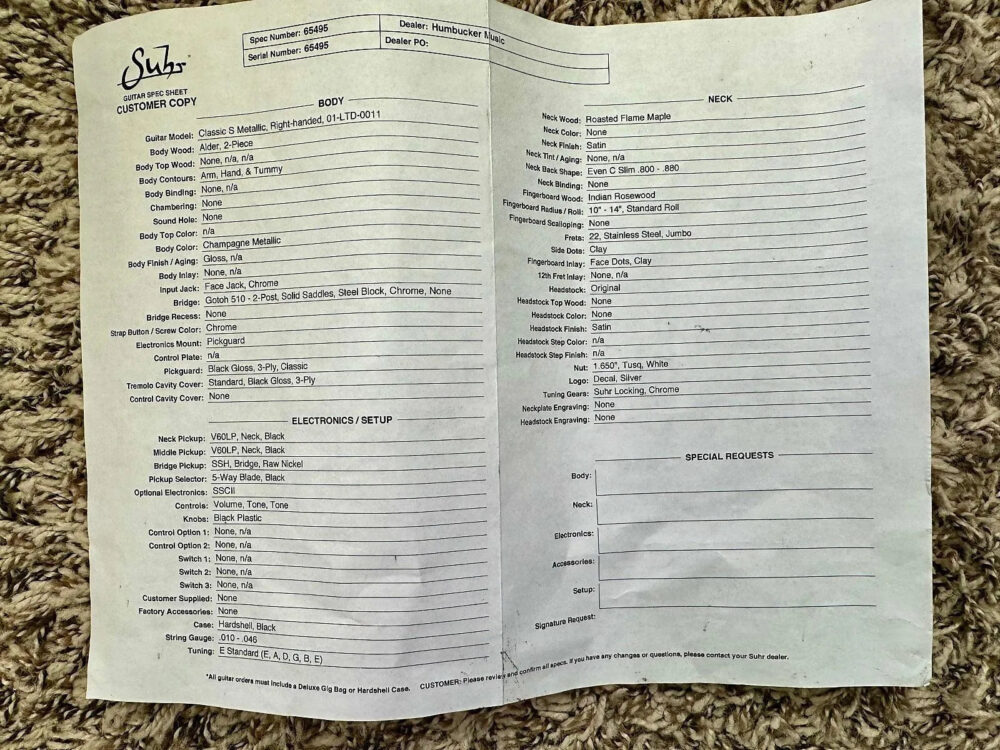 Suhr
GUITAR SPEC SHEET
CUSTOMER COPY
Spec Number: 65495
Serial Number: 65495
Dealer: Humbucker Music
Dealer PO:
BODY
Guitar Model: Classic S Metallic, Right-handed, 01-LTD-0011
Body Wood: Alder, 2-Piece
Body Top Wood: None, n/a, n/a
Body Contours: Arm, Hand, & Tummy
Body Binding: None, n/a
Chambering: None
Sound Hole: None
Body Top Color: n/a
Body Color: Champagne Metallic
Body Finish / Aging: Gloss, n/a
Body Inlay: None, n/a
Input Jack: Face Jack, Chrome
Bridge: Gotoh 510 - 2-Post, Solid Saddles, Steel Block, Chrome, None
Bridge Recess: None
Strap Button / Screw Color: Chrome
Electronics Mount: Pickguard
Control Plate: n/a
Pickguard: Black Gloss, 3-Ply, Classic
Tremolo Cavity Cover: Standard, Black Gloss, 3-Ply
Control Cavity Cover: None
ELECTRONICS / SETUP
Neck Pickup: V60LP, Neck, Black
Middle Pickup: V60LP, Neck, Black
Bridge Pickup: SSH, Bridge, Raw Nickel
Pickup Selector: 5-Way Blade, Black
Optional Electronics: SSCII
Controls: Volume, Tone, Tone
Knobs: Black Plastic
Control Option 1: None, n/a
Control Option 2: None, n/a
Switch 1: None, n/a
Switch 2: None, n/a
Switch 3: None, n/a
Customer Supplied: None
Factory Accessories: None
Case: Hardshell, Black
String Gauge: .010 - .046
Tuning: E Standard (E, A, D, G, B, E)
NECK
Neck Wood: Roasted Flame Maple
Neck Color: None
Neck Finish: Satin
Neck Tint / Aging: None, n/a
Neck Back Shape: Even C Slim .800 - .880
Neck Binding: None
Fingerboard Wood: Indian Rosewood
Fingerboard Radius / Roll: 10" - 14", Standard Roll
Fingerboard Scalloping: None
Frets: 22, Stainless Steel, Jumbo
Side Dots: Clay
Fingerboard Inlay: Face Dots, Clay
12th Fret Inlay: None, n/a
Headstock: Original
Headstock Top Wood: None
Headstock Color: None
Headstock Finish: Satin
Headstock Step Color: n/a
Headstock Step Finish: n/a
Nut: 1.650", Tusq, White
Logo: Decal, Silver
Tuning Gears: Suhr Locking, Chrome
Neckplate Engraving: None
Headstock Engraving: None
SPECIAL REQUESTS
Body:
Neck:
Electronics:
Accessories:
Setup:
Signature Request:
*All guitar orders must include a Deluxe Gig Bag or Hardshell Case. CUSTOMER: Please review and confirm all specs. If you have any changes or questions, please contact your Suhr dealer.